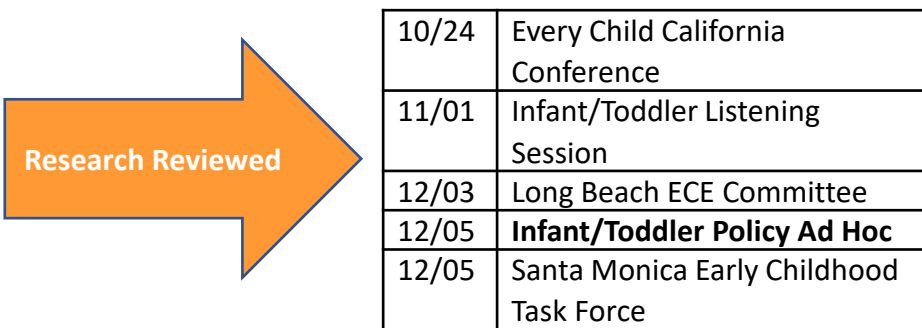 Research Reviewed
10/24 Every Child California
Conference
11/01 Infant/Toddler Listening
Session
12/03 Long Beach ECE Committee
12/05 Infant/Toddler Policy Ad Hoc
12/05 Santa Monica Early Childhood
Task Force